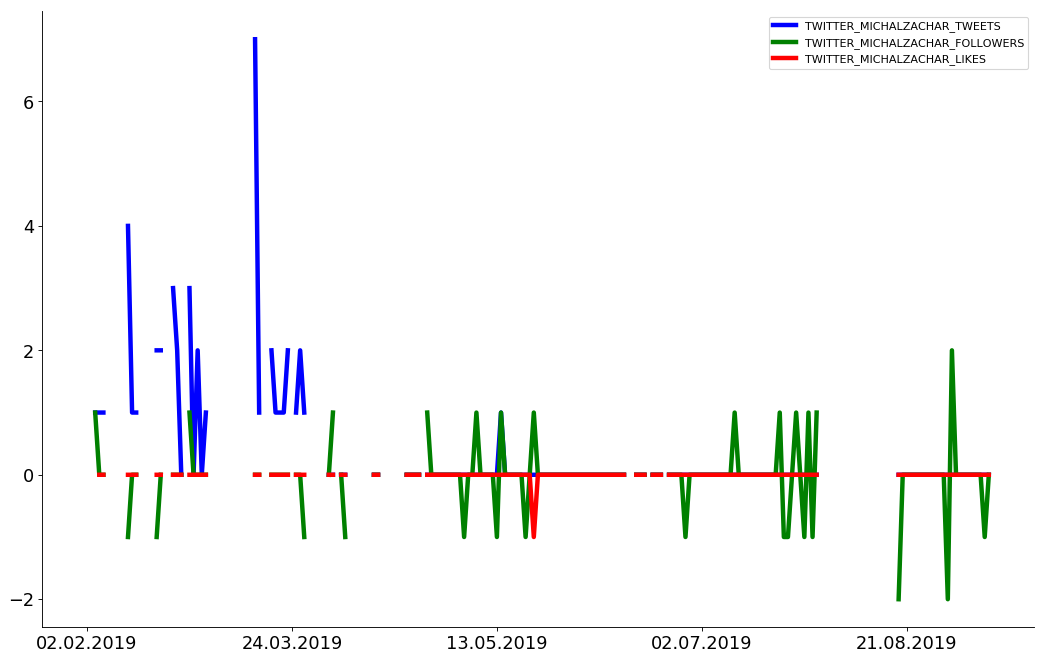 TWITTER_MICHALZACHAR_TWEETS
TWITTER_MICHALZACHAR_FOLLOWERS
TWITTER_MICHALZACHAR_LIKES
6
4
2
0
−2
02.02.2019 24.03.2019 13.05.2019 02.07.2019 21.08.2019